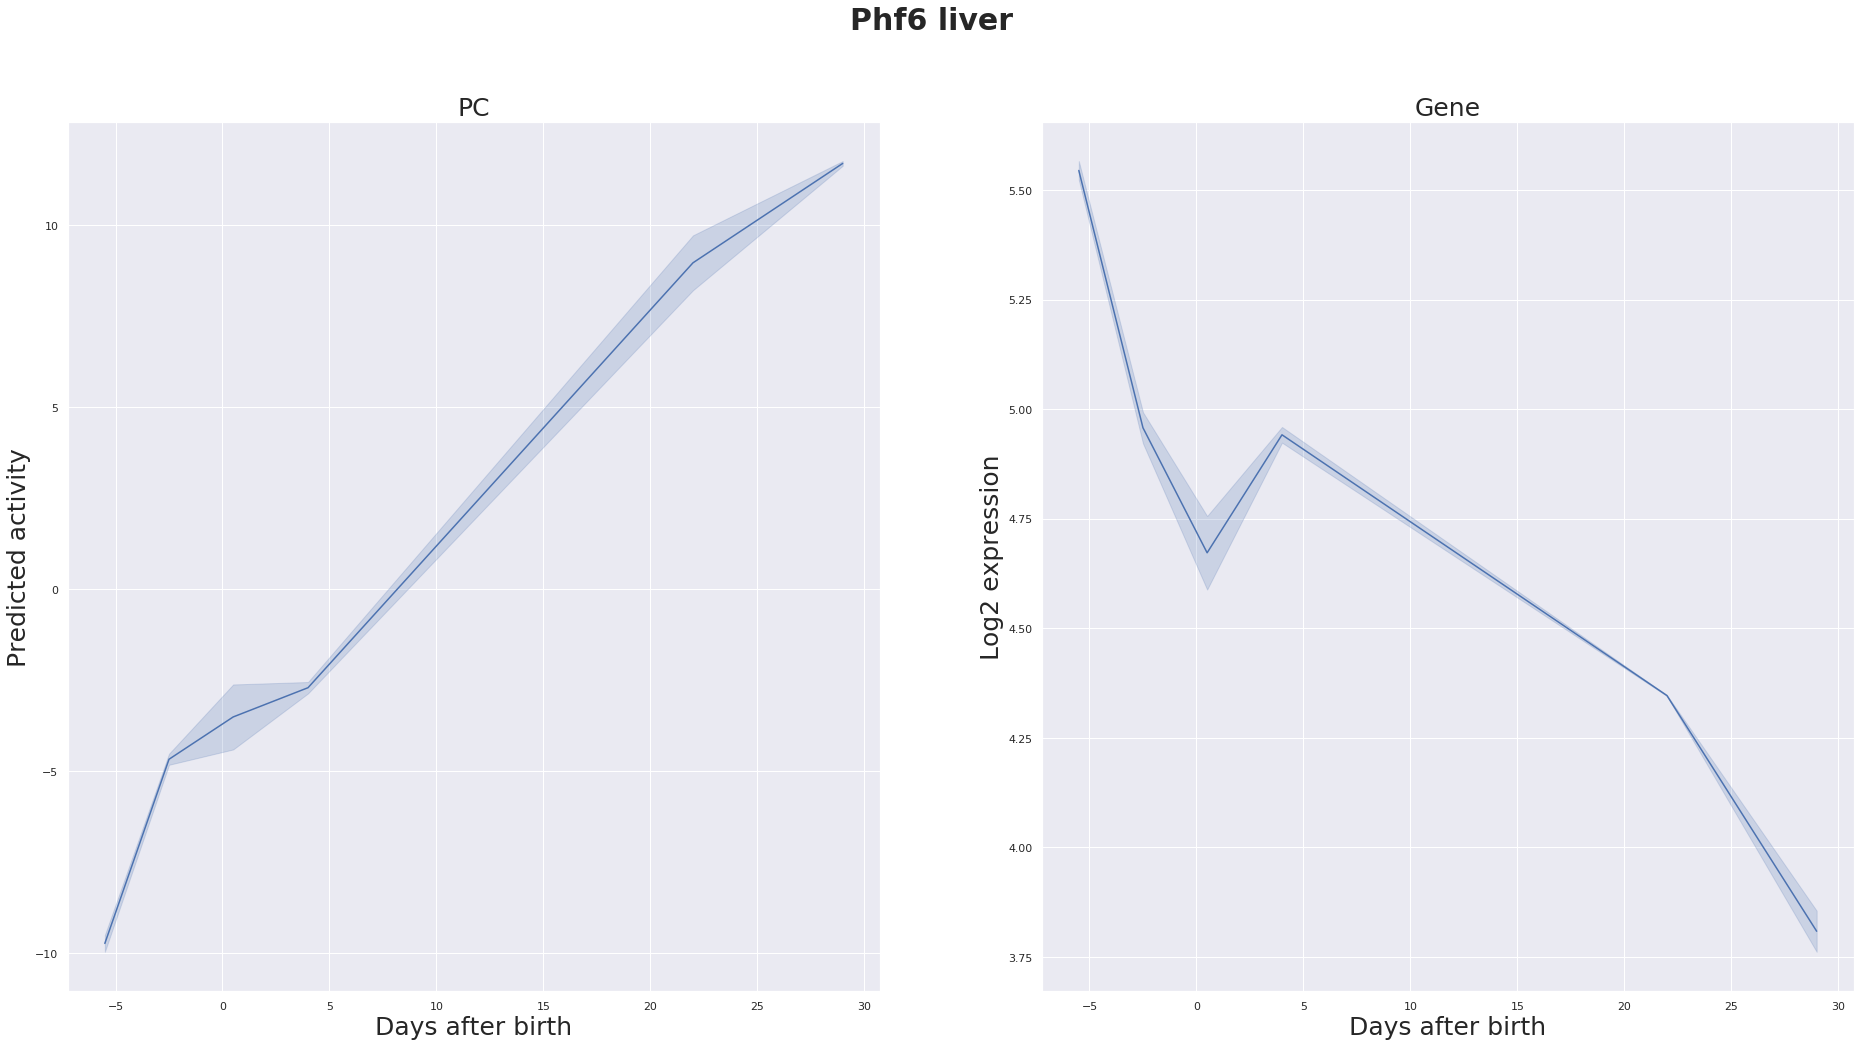 Phf6 liver
PC
Predicted activity
10
5
0
−5
−10
−5 0 5 10 15 20 25 30
Days after birth
Gene
Log2 expression
5.50
5.25
5.00
4.75
4.50
4.25
4.00
3.75
−5 0 5 10 15 20 25 30
Days after birth